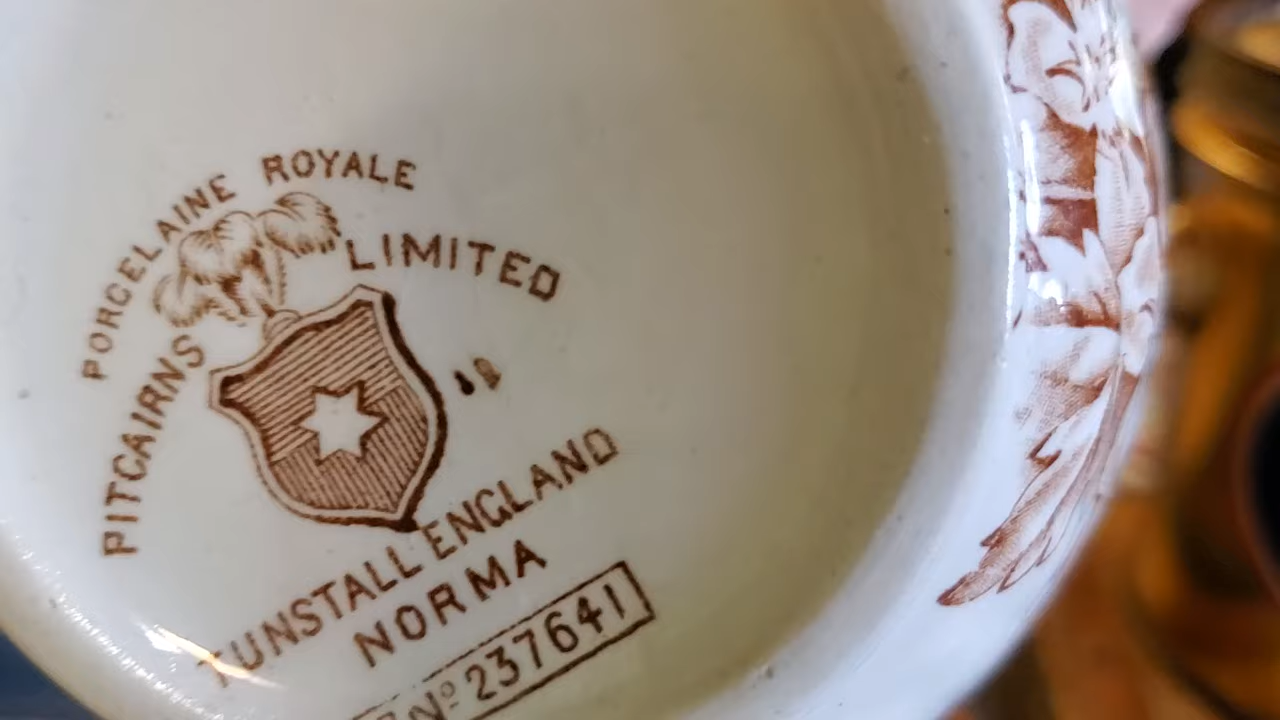 PORCELAINE ROYALE
PITCAIRNS LIMITED
TUNSTALL ENGLAND
NORMA
No 237641